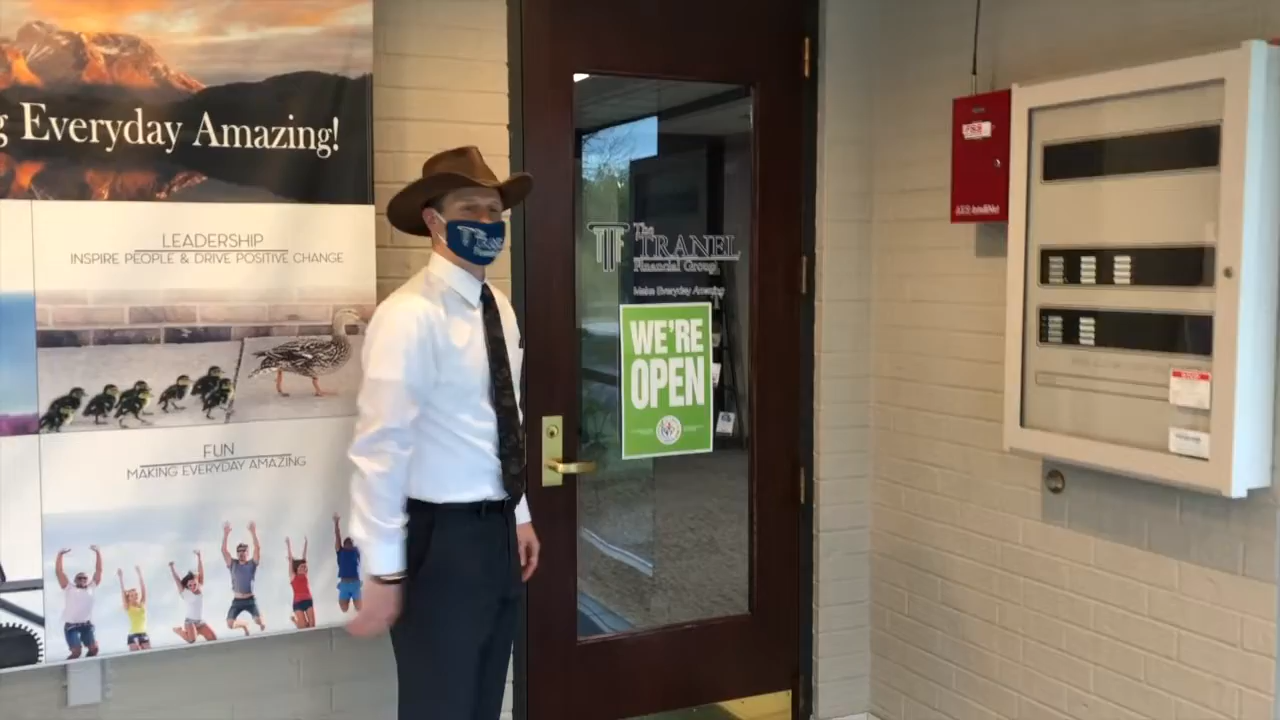 g Everyday Amazing!
LEADERSHIP
INSPIRE PEOPLE & DRIVE POSITIVE CHANGE
FUN
MAKING EVERYDAY AMAZING
The
TRANEL
Financial Group
Make Everyday Amazing
WE'RE
OPEN